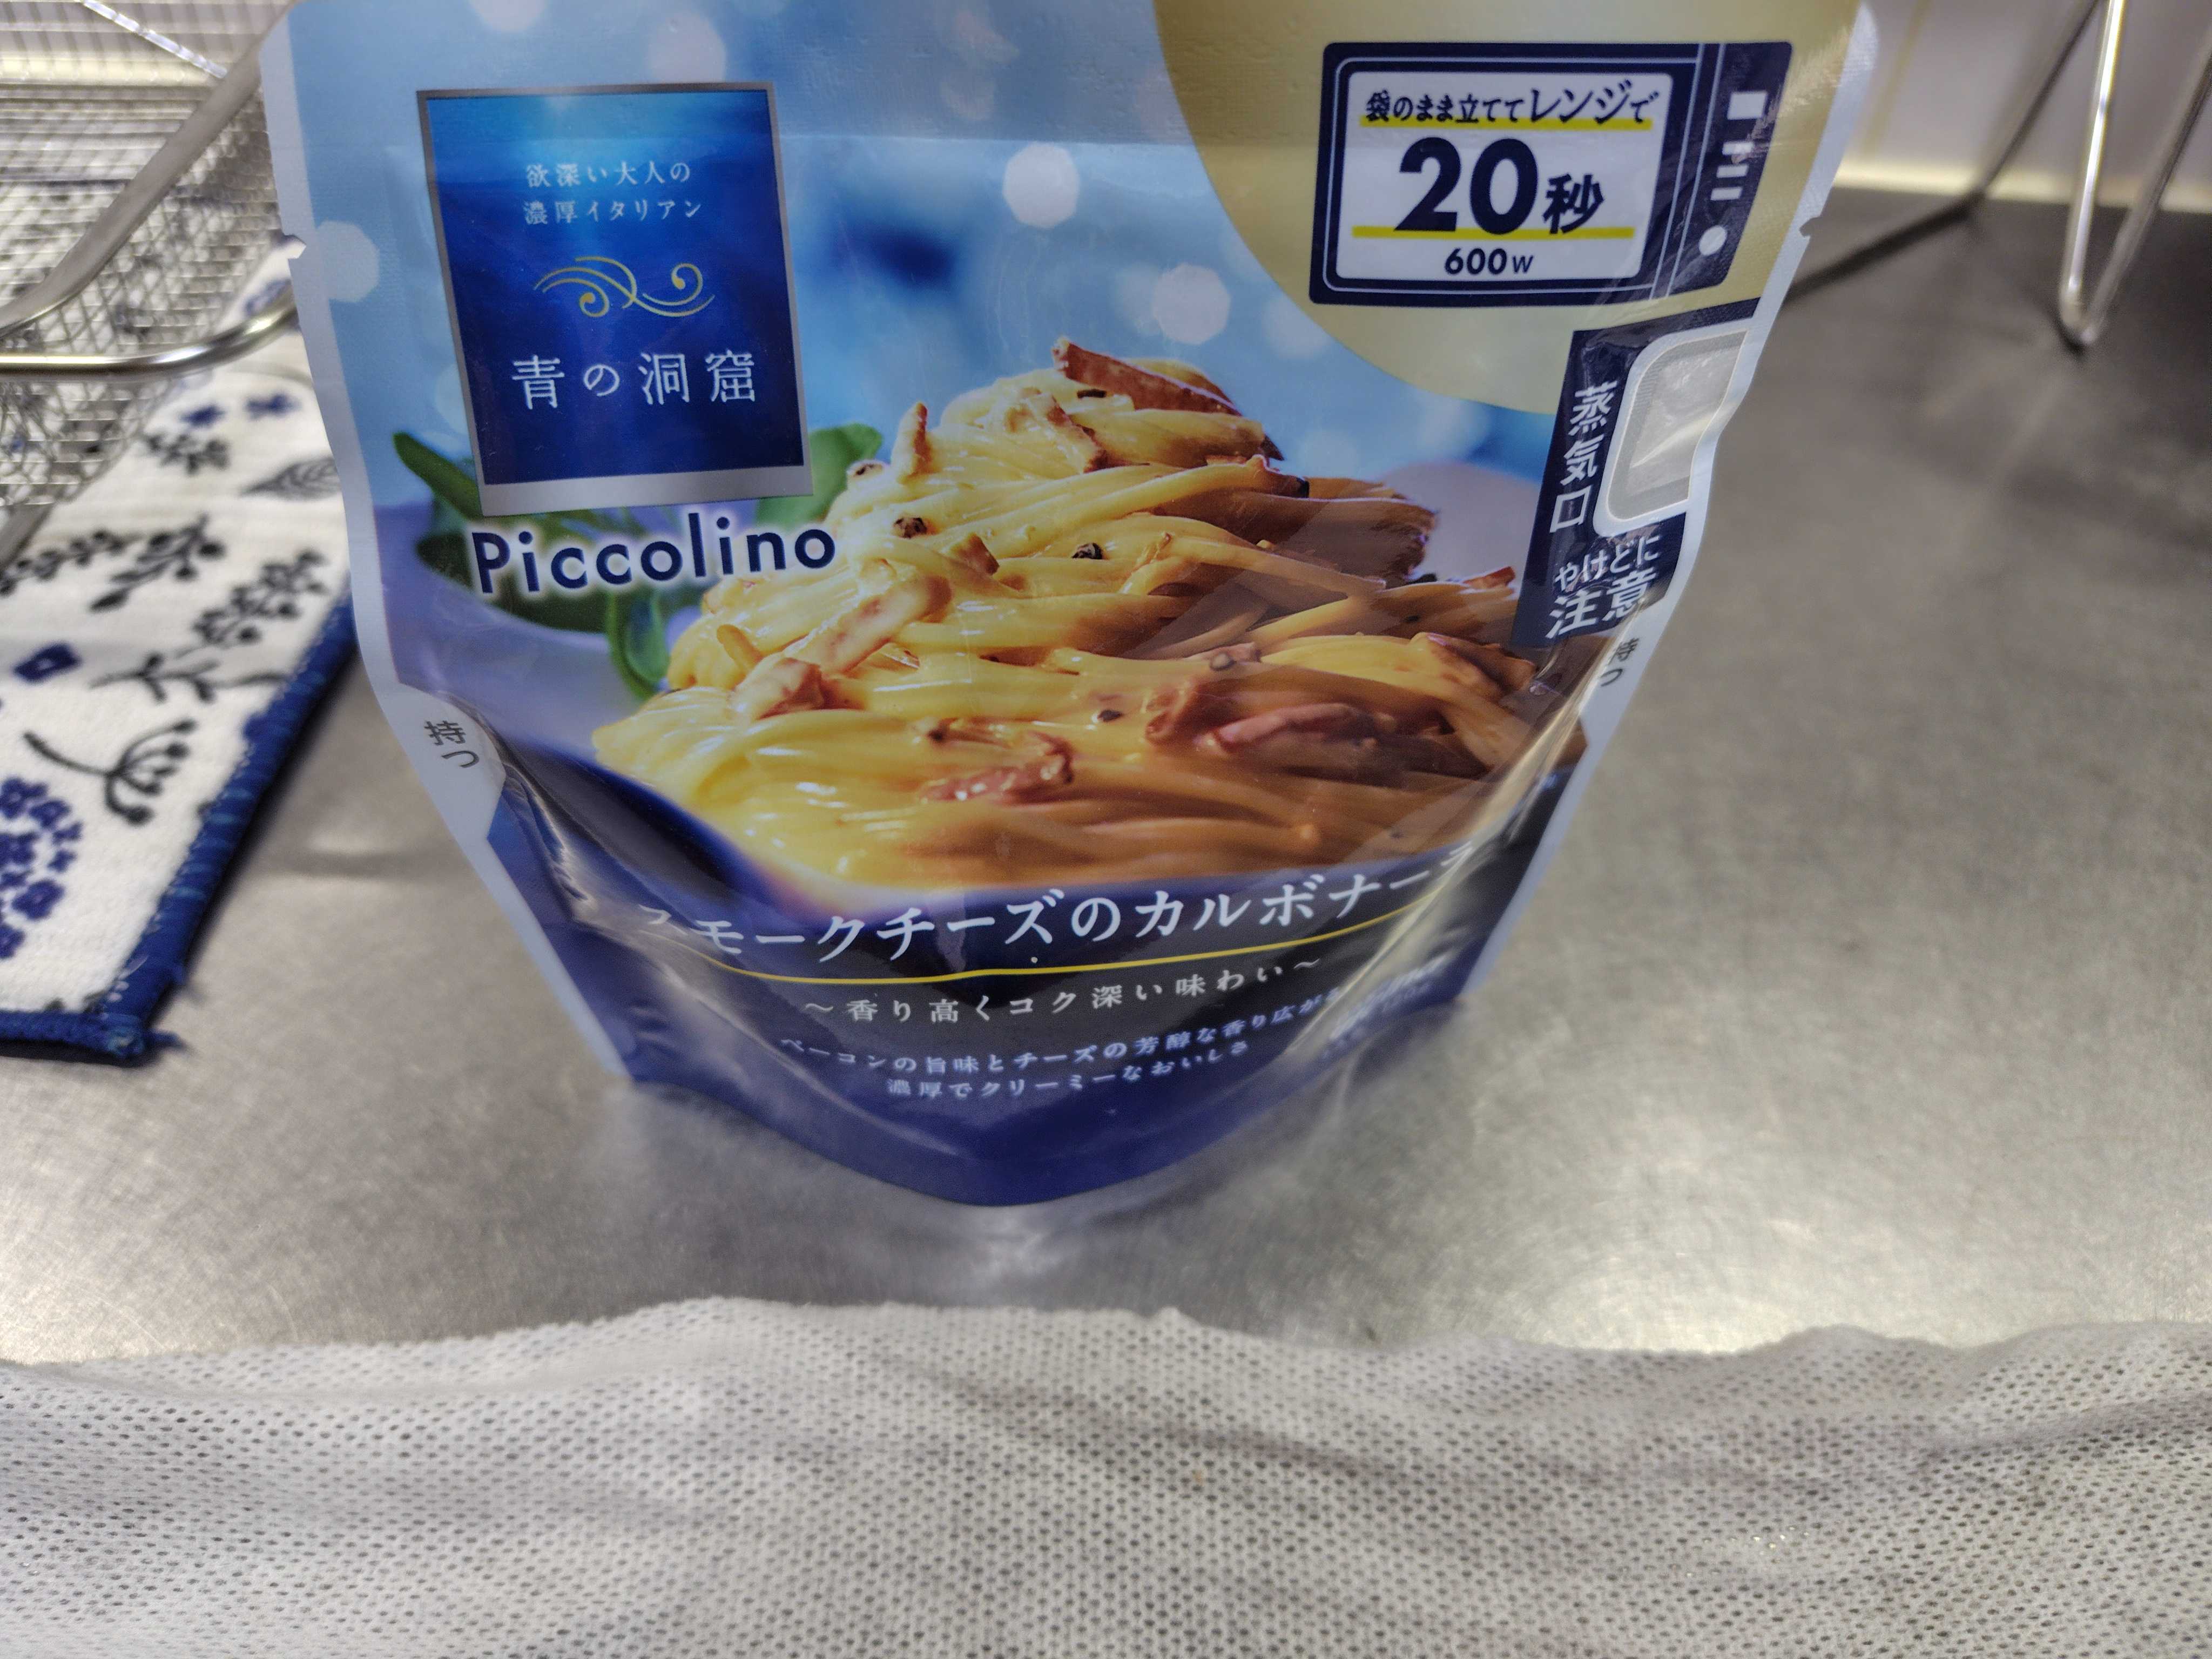 欲深い大人の
濃厚イタリアン
青の洞窟
Piccolino
袋のまま立ててレンジで
20秒
600W
蒸気口
やけどに
注意
持つ
持つ
スモークチーズのカルボナーラ
～香り高くコク深い味わい～
ベーコンの旨味とチーズの芳醇な香り広がる
濃厚でクリーミーなおいしさ